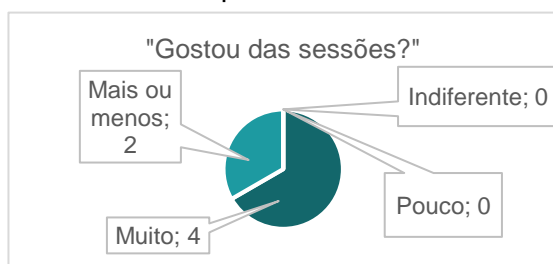 "Gostou das sessões?"
Mais ou
menos;
2
Indiferente; 0
Pouco; 0
Muito; 4